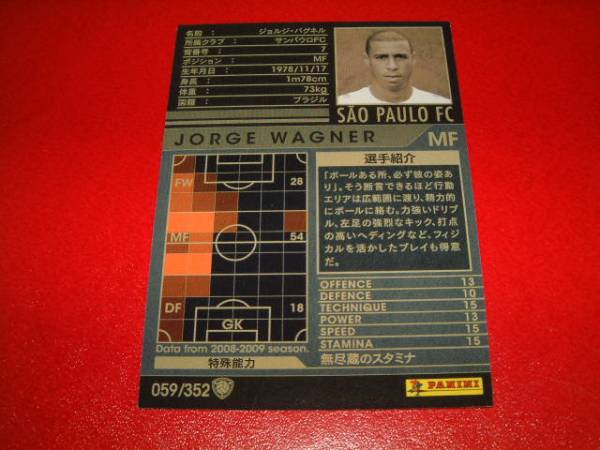 名前 : ジョルジ・バグネル
所属クラブ : サンパウロFC
背番号 : 7
ポジション : MF
生年月日 : 1978/11/17
身長 : 1m78cm
体重 : 73kg
国籍 : ブラジル
SÃO PAULO FC
JORGE WAGNER MF
FW 28
MF 54
DF 18
GK
Data from 2008-2009 season.
選手紹介
「ボールある所、必ず彼の姿あ
り」。そう断言できるほど行動
エリアは広範囲に渡り、精力的
にボールに絡む。力強いドリブ
ル、左足の強烈なキック、打点
の高いヘディングなど、フィジ
カルを活かしたプレイも得意
だ。
OFFENCE 13
DEFENCE 10
TECHNIQUE 15
POWER 13
SPEED 15
STAMINA 15
特殊能力 無尽蔵のスタミナ
059/352
PANINI